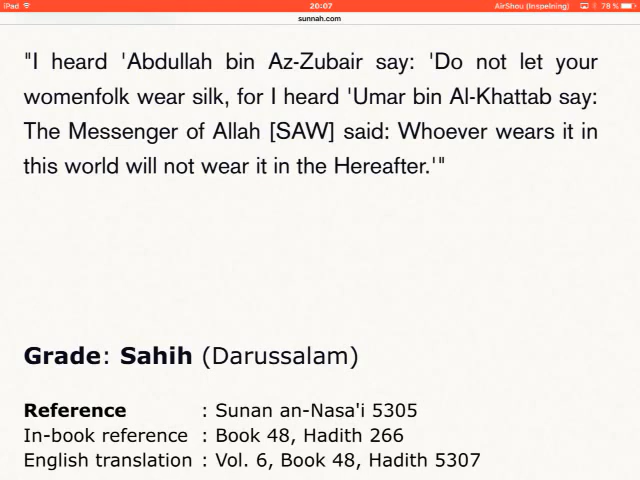 iPad 20:07 AirShou (Inspelning) 78 %
sunnah.com
"I heard 'Abdullah bin Az-Zubair say: 'Do not let your
womenfolk wear silk, for I heard 'Umar bin Al-Khattab say:
The Messenger of Allah [SAW] said: Whoever wears it in
this world will not wear it in the Hereafter.'"
Grade: Sahih (Darussalam)
Reference : Sunan an-Nasa'i 5305
In-book reference : Book 48, Hadith 266
English translation : Vol. 6, Book 48, Hadith 5307